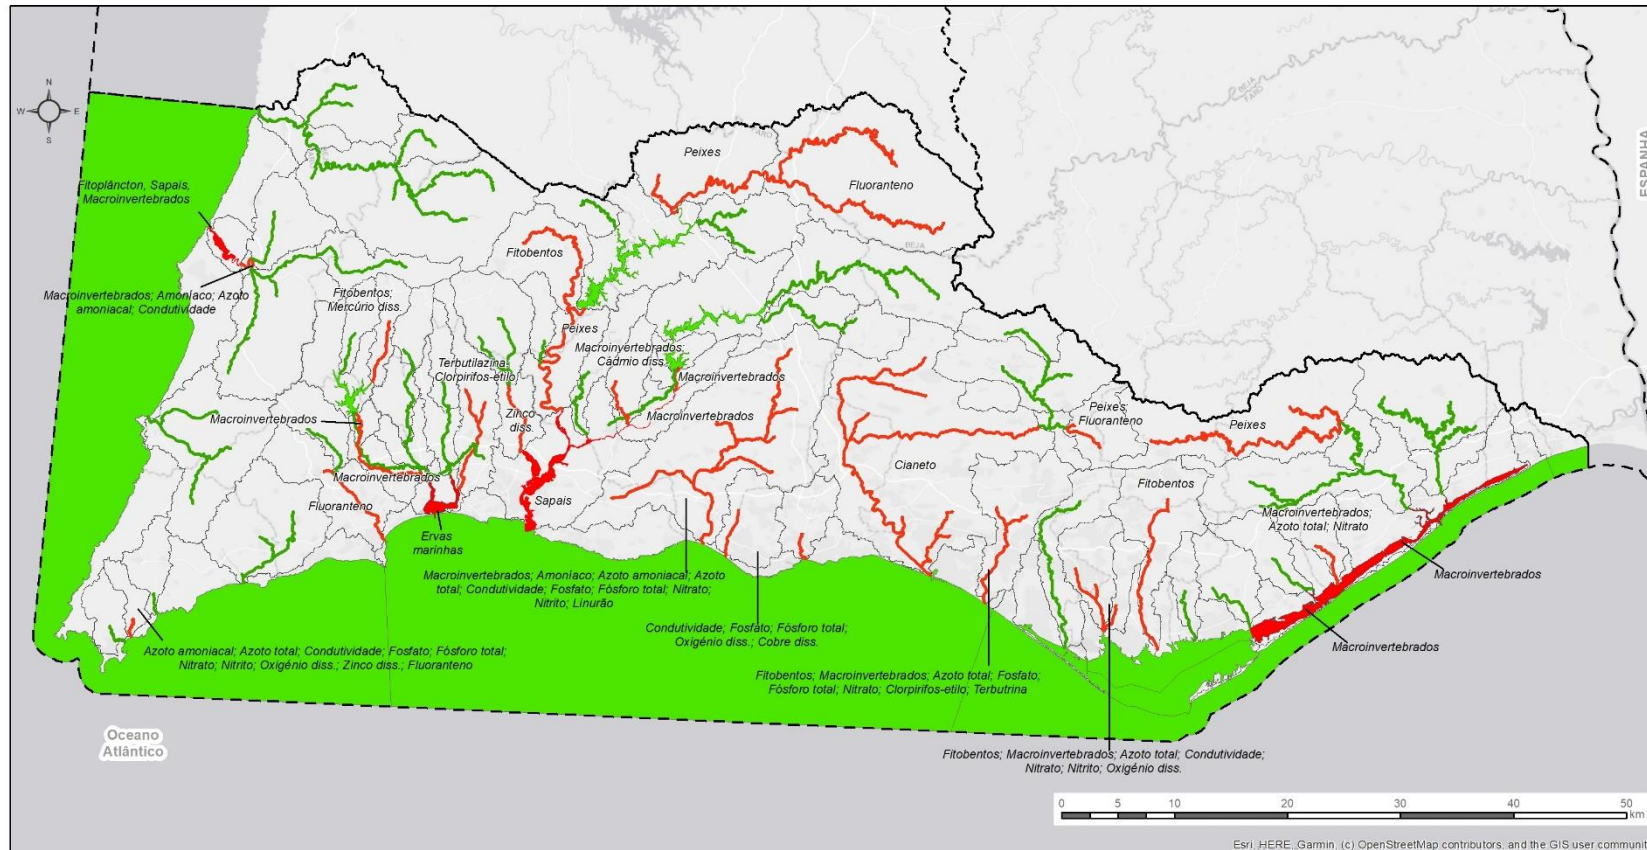 N
W
E
S
BEJA
FARO
FARO
BEJA
ESPANHA
Peixes
Fluoranteno
Fitoplâncton, Sapais,
Macroinvertebrados
Fitobentos
Macroinvertebrados; Amoníaco; Azoto
amoniacal; Condutividade
Fitobentos;
Mercúrio diss.
Peixes
Macroinvertebrados;
Cádmio diss.
Terbutilazina
Clorpirifos-etilo
Macroinvertebrados
Zinco
diss.
Macroinvertebrados
Macroinvertebrados
Peixes;
Fluoranteno
Peixes
Cianeto
Macroinvertebrados
Fitobentos
Fluoranteno
Sapais
Macroinvertebrados;
Azoto total; Nitrato
Ervas
marinhas
Macroinvertebrados; Amoníaco; Azoto amoniacal; Azoto
total; Condutividade; Fosfato; Fósforo total; Nitrato;
Nitrito; Linurão
Macroinvertebrados
Condutividade; Fosfato; Fósforo total;
Oxigénio diss.; Cobre diss.
Macroinvertebrados
Azoto amoniacal; Azoto total; Condutividade; Fosfato; Fósforo total;
Nitrato; Nitrito; Oxigénio diss.; Zinco diss.; Fluoranteno
Fitobentos; Macroinvertebrados; Azoto total; Fosfato;
Fósforo total; Nitrato; Clorpirifos-etilo; Terbutrina
Oceano
Atlântico
Fitobentos; Macroinvertebrados; Azoto total; Condutividade;
Nitrato; Nitrito; Oxigénio diss.
0 5 10 20 30 40 50
km
Esri, HERE, Garmin, (c) OpenStreetMap contributors, and the GIS user communit